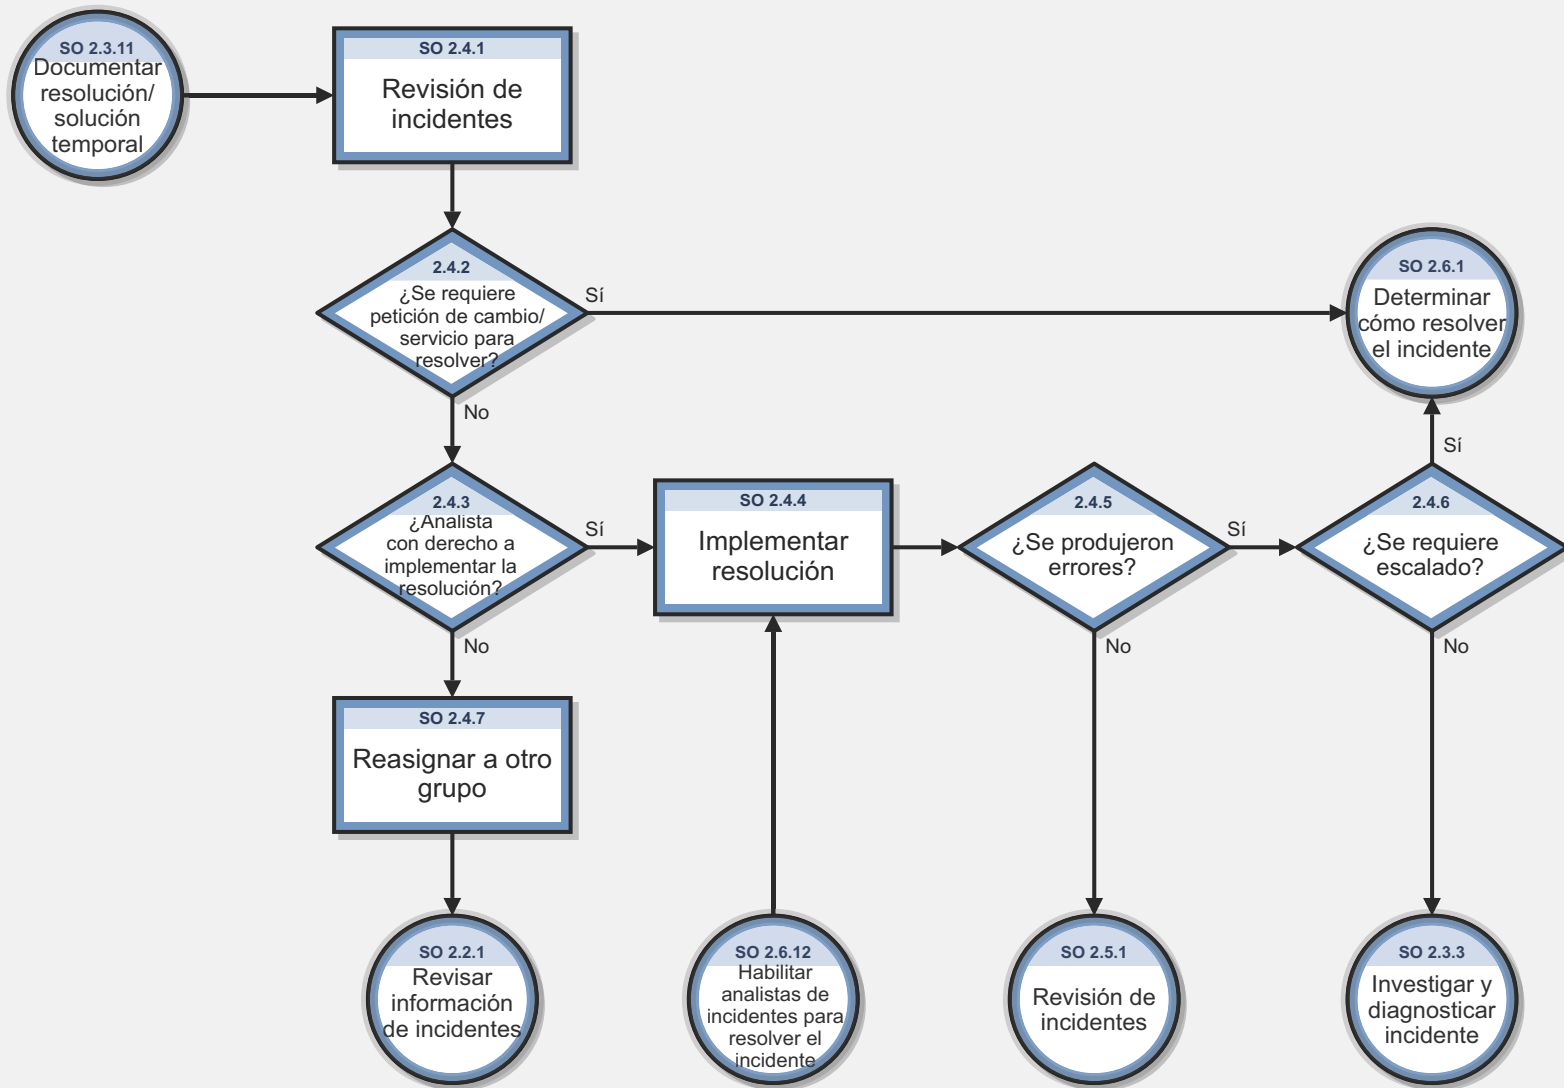 SO 2.3.11
Documentar
resolución/
solución
temporal
SO 2.4.1
Revisión de
incidentes
2.4.2
¿Se requiere
petición de cambio/
servicio para
resolver?
Sí
No
SO 2.6.1
Determinar
cómo resolver
el incidente
Sí
2.4.3
¿Analista
con derecho a
implementar la
resolución?
Sí
No
SO 2.4.4
Implementar
resolución
2.4.5
¿Se produjeron
errores?
Sí
No
2.4.6
¿Se requiere
escalado?
No
SO 2.4.7
Reasignar a otro
grupo
SO 2.2.1
Revisar
información
de incidentes
SO 2.6.12
Habilitar
analistas de
incidentes para
resolver el
incidente
SO 2.5.1
Revisión de
incidentes
SO 2.3.3
Investigar y
diagnosticar
incidente